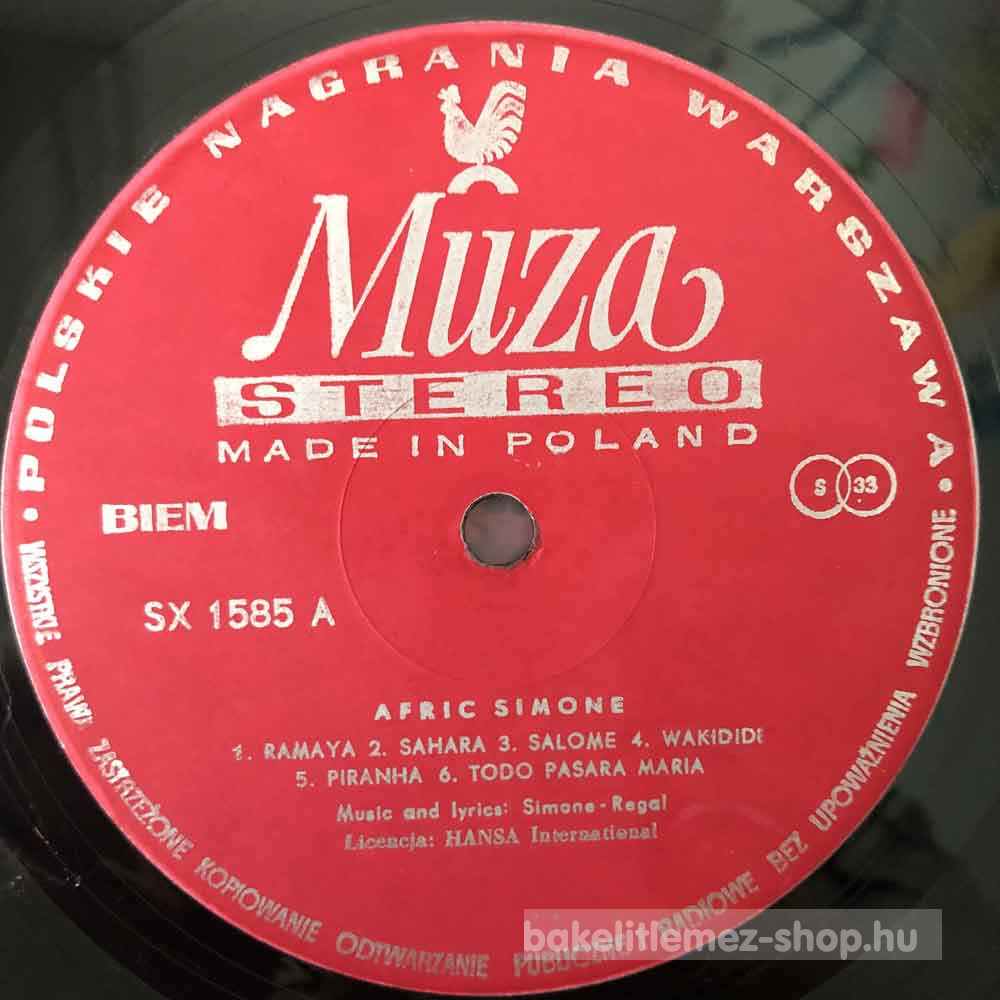 POLSKIE NAGRANIA WARSZAWA
Muza
STEREO
MADE IN POLAND
BIEM
S 33
SX 1585 A
AFRIC SIMONE
1. RAMAYA 2. SAHARA 3. SALOME 4. WAKIDIDE
5. PIRANHA 6. TODO PASARA MARIA
Music and lyrics: Simone-Regal
Licencja: HANSA International
WSZYSTKIE PRAWA ZASTRZEŻONE KOPIOWANIE ODTWARZANIE PUBLICZNE RADIOWE BEZ UPOWAŻNIENIA WZBRONIONE
bakelitlemez-shop.hu